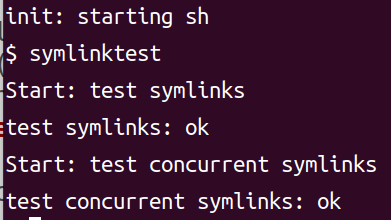 init: starting sh
$ symlinktest
Start: test symlinks
test symlinks: ok
Start: test concurrent symlinks
test concurrent symlinks: ok